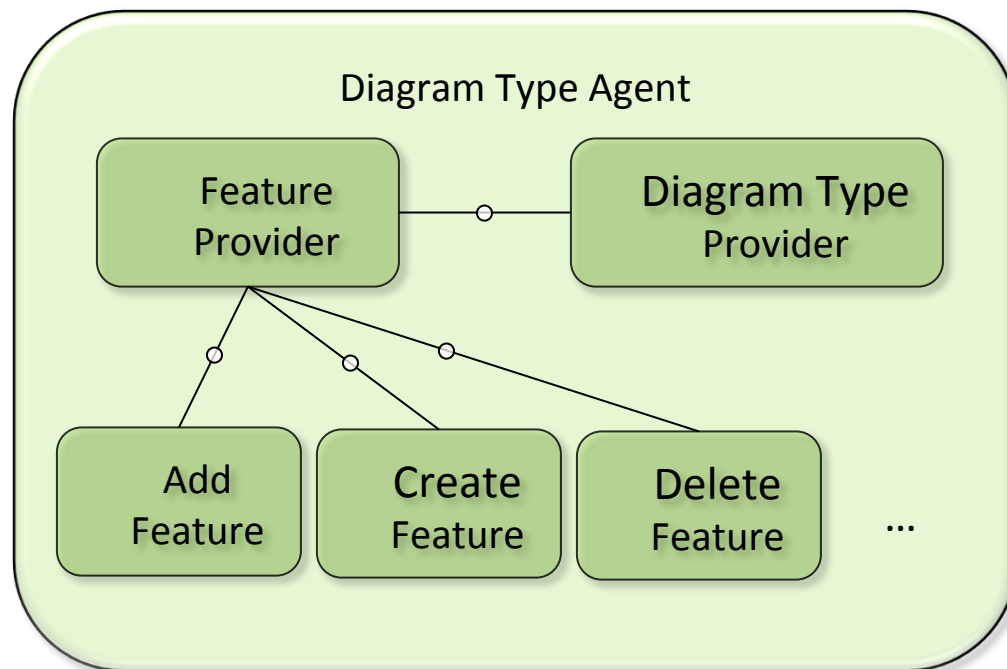 Diagram Type Agent
Feature
Provider
Diagram Type
Provider
Add
Feature
Create
Feature
Delete
Feature
...